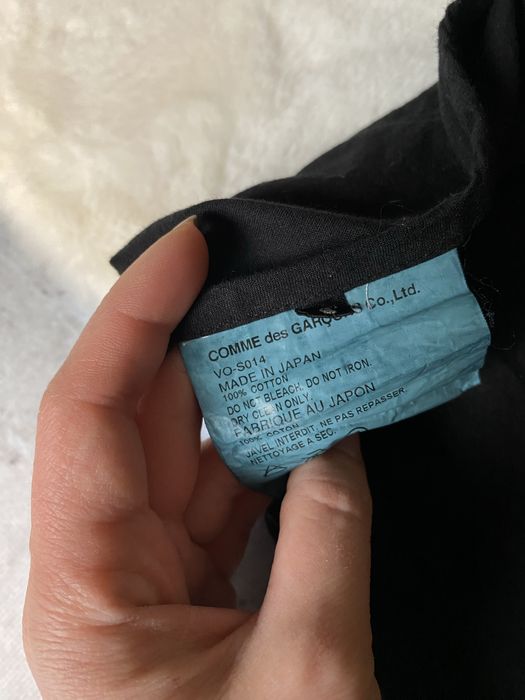 COMME des GARÇONS Co.,Ltd.
VO-S014
MADE IN JAPAN
100% COTTON
DO NOT BLEACH, DO NOT IRON.
DRY CLEAN ONLY.
FABRIQUE AU JAPON
100% COTON
JAVEL INTERDIT, NE PAS REPASSER.
NETTOYAGE A SEC.